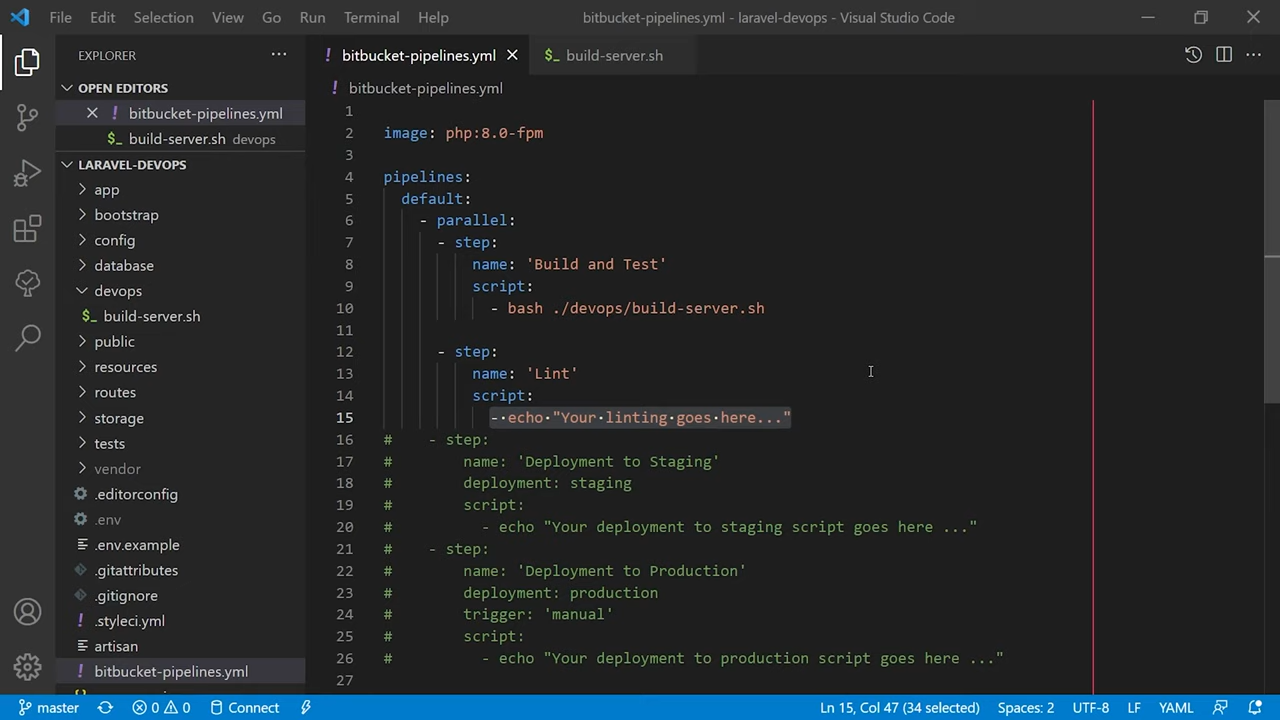 File Edit Selection View Go Run Terminal Help
bitbucket-pipelines.yml - laravel-devops - Visual Studio Code
EXPLORER
OPEN EDITORS
bitbucket-pipelines.yml
build-server.sh devops
LARAVEL-DEVOPS
app
bootstrap
config
database
devops
build-server.sh
public
resources
routes
storage
tests
vendor
.editorconfig
.env
.env.example
.gitattributes
.gitignore
.styleci.yml
artisan
bitbucket-pipelines.yml
bitbucket-pipelines.yml
build-server.sh
bitbucket-pipelines.yml
1
2 image: php:8.0-fpm
3
4 pipelines:
5 default:
6 - parallel:
7 - step:
8 name: 'Build and Test'
9 script:
10 - bash ./devops/build-server.sh
11
12 - step:
13 name: 'Lint'
14 script:
15 - echo "Your linting goes here..."
16 # - step:
17 # name: 'Deployment to Staging'
18 # deployment: staging
19 # script:
20 # - echo "Your deployment to staging script goes here ..."
21 # - step:
22 # name: 'Deployment to Production'
23 # deployment: production
24 # trigger: 'manual'
25 # script:
26 # - echo "Your deployment to production script goes here ..."
27
master 0 0 Connect Ln 15, Col 47 (34 selected) Spaces: 2 UTF-8 LF YAML